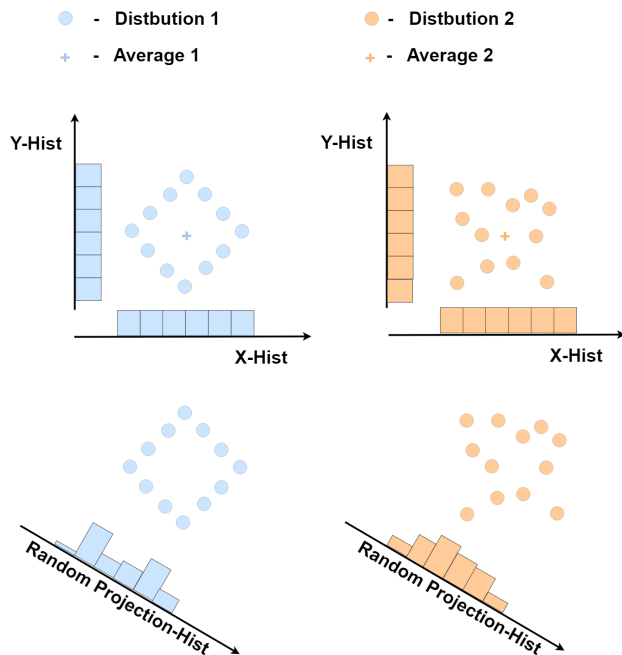 - Distbution 1
- Distbution 2
+ - Average 1
+ - Average 2
Y-Hist
Y-Hist
X-Hist
X-Hist
Random Projection-Hist
Random Projection-Hist